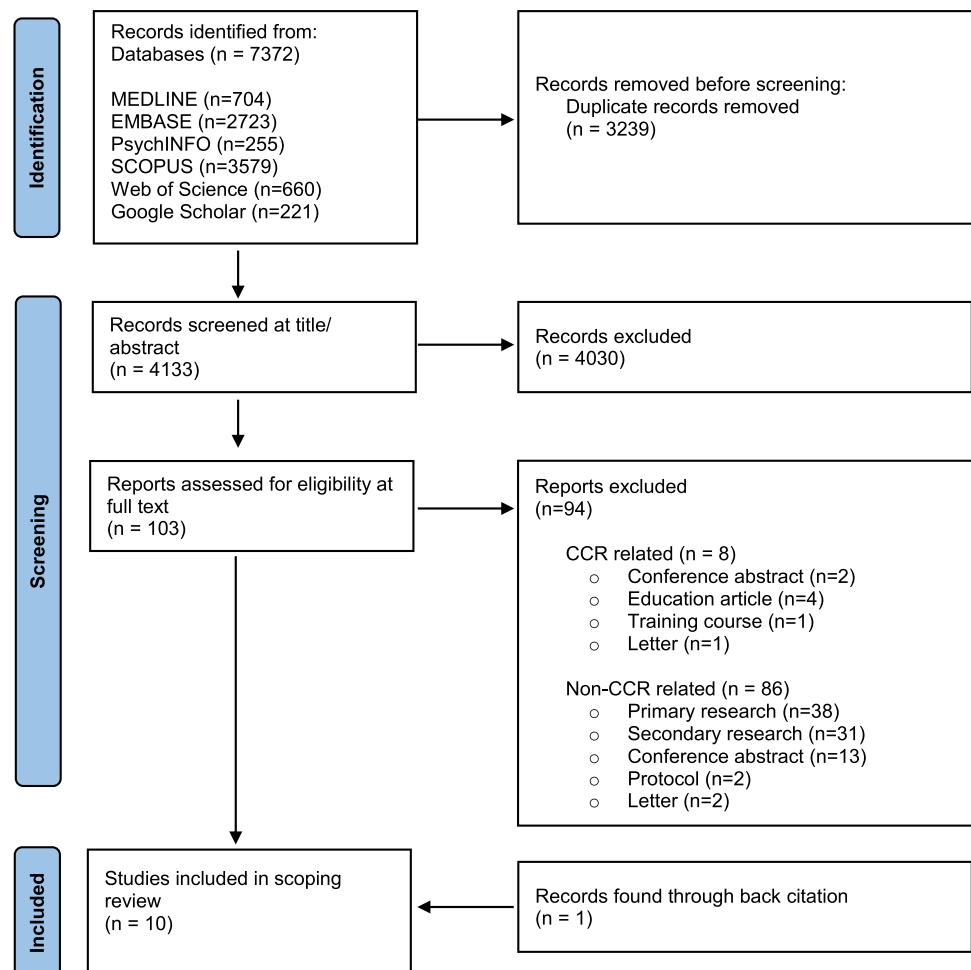 Identification
Records identified from:
Databases (n = 7372)
MEDLINE (n=704)
EMBASE (n=2723)
PsychINFO (n=255)
SCOPUS (n=3579)
Web of Science (n=660)
Google Scholar (n=221)
Records removed before screening:
Duplicate records removed
(n = 3239)
Screening
Records screened at title/
abstract
(n = 4133)
Records excluded
(n = 4030)
Reports assessed for eligibility at
full text
(n = 103)
Reports excluded
(n=94)
CCR related (n = 8)
o Conference abstract (n=2)
o Education article (n=4)
o Training course (n=1)
o Letter (n=1)
Non-CCR related (n = 86)
o Primary research (n=38)
o Secondary research (n=31)
o Conference abstract (n=13)
o Protocol (n=2)
o Letter (n=2)
Included
Studies included in scoping
review
(n = 10)
Records found through back citation
(n = 1)